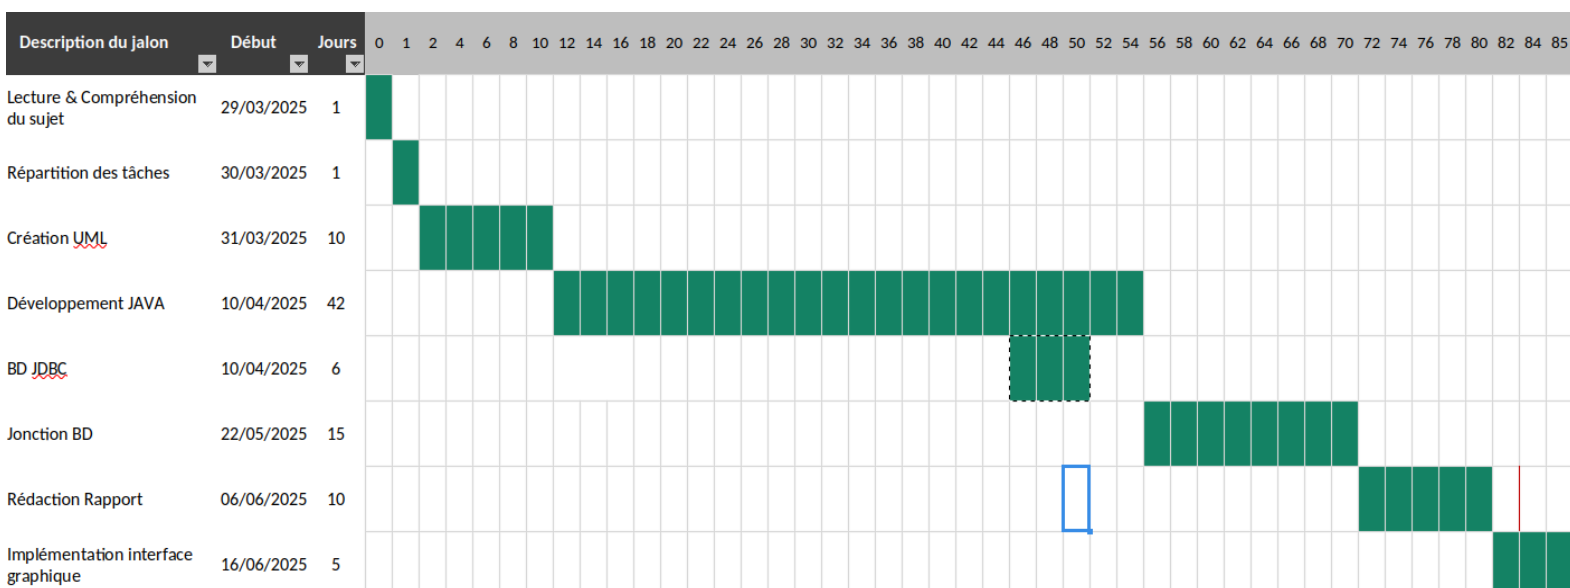 Description du jalon Début Jours 0 1 2 4 6 8 10 12 14 16 18 20 22 24 26 28 30 32 34 36 38 40 42 44 46 48 50 52 54 56 58 60 62 64 66 68 70 72 74 76 78 80 82 84 85
Lecture & Compréhension
du sujet 29/03/2025 1
Répartition des tâches 30/03/2025 1
Création UML 31/03/2025 10
Développement JAVA 10/04/2025 42
BD JDBC 10/04/2025 6
Jonction BD 22/05/2025 15
Rédaction Rapport 06/06/2025 10
Implémentation interface
graphique 16/06/2025 5